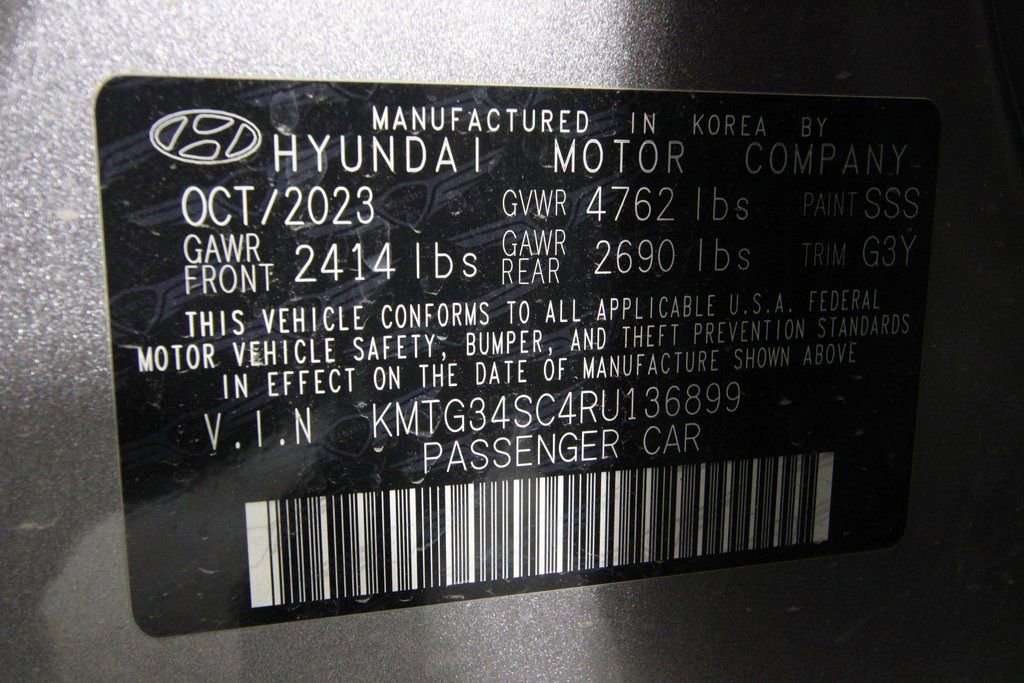 MANUFACTURED IN KOREA BY
HYUNDAI MOTOR COMPANY
OCT/2023 GVWR 4762 lbs PAINT SSS
GAWR FRONT 2414 lbs GAWR REAR 2690 lbs TRIM G3Y
THIS VEHICLE CONFORMS TO ALL APPLICABLE U.S.A. FEDERAL
MOTOR VEHICLE SAFETY, BUMPER, AND THEFT PREVENTION STANDARDS
IN EFFECT ON THE DATE OF MANUFACTURE SHOWN ABOVE
V.I.N KMTG34SC4RU136899
PASSENGER CAR